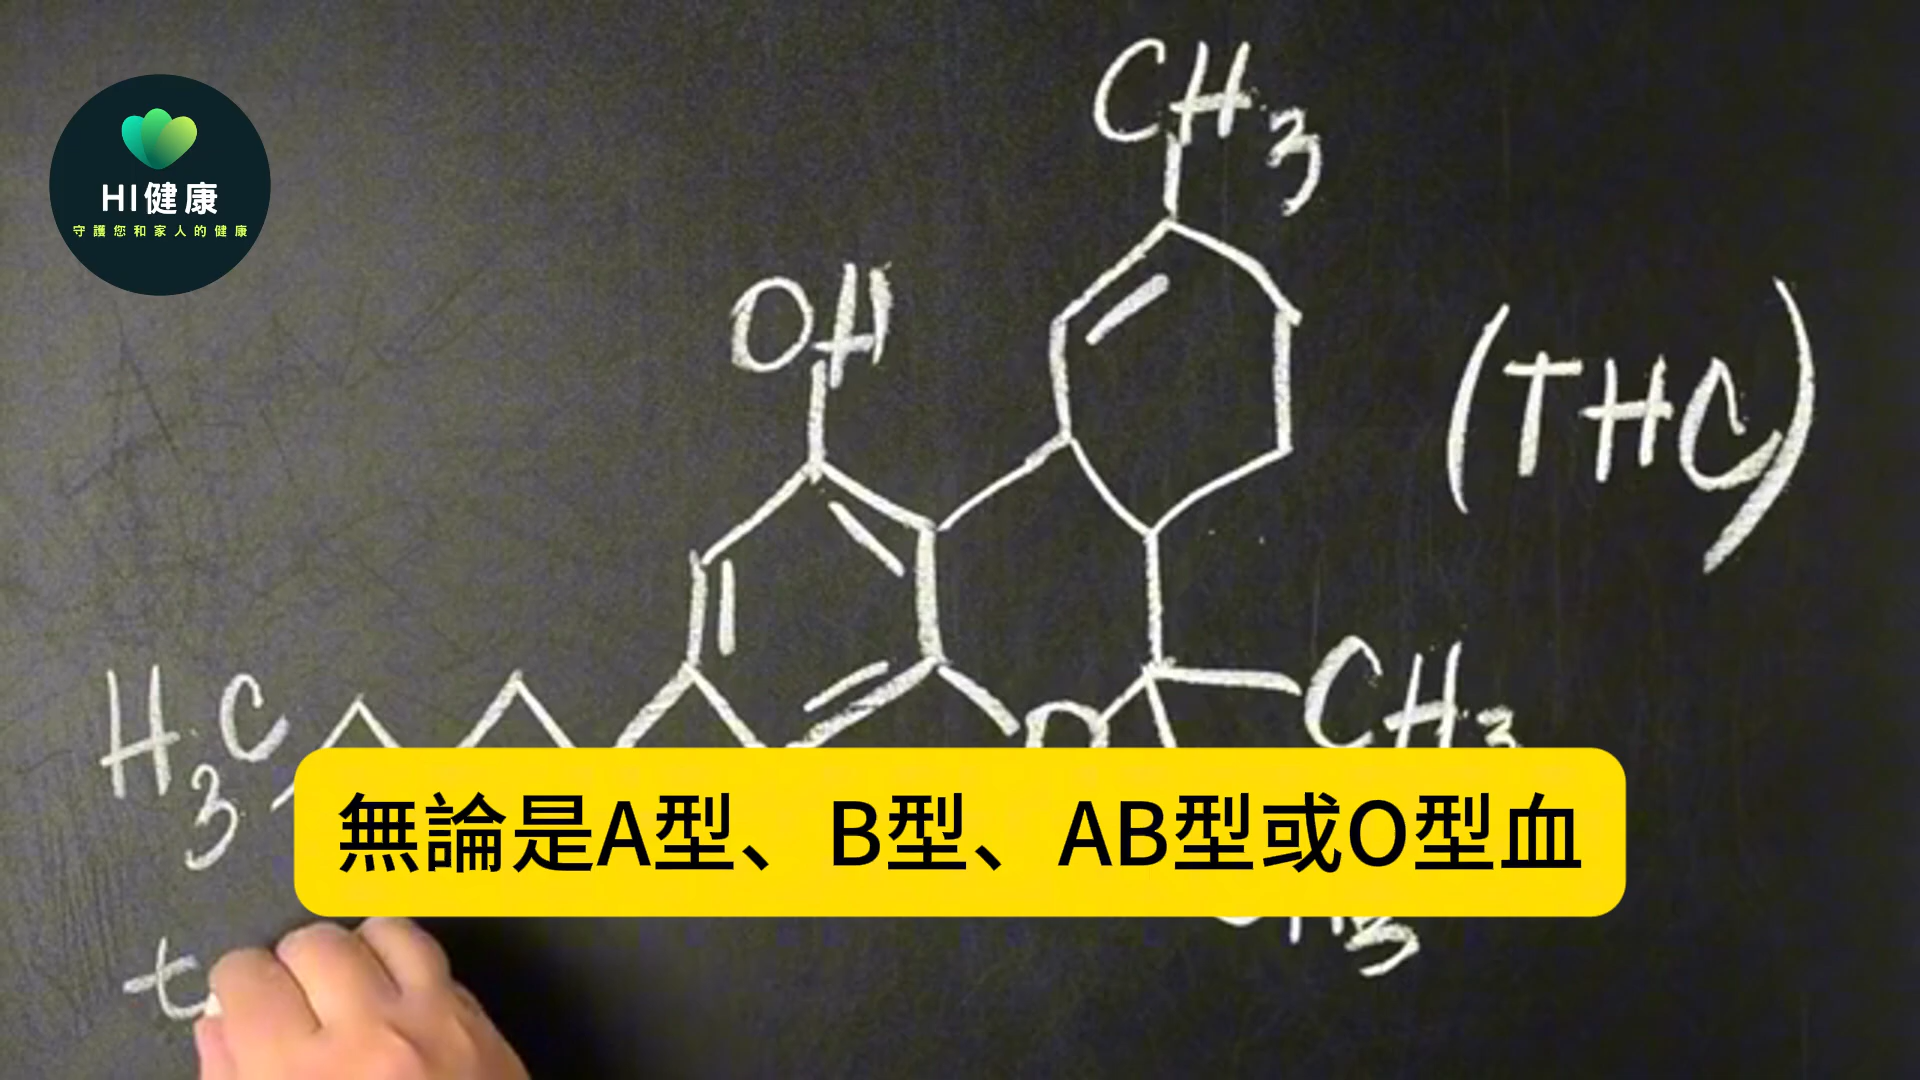 HI健康
守護您和家人的健康
CH3
OH
(THC)
H3C
O
CH3
無論是A型、B型、AB型或O型血
CH3
t